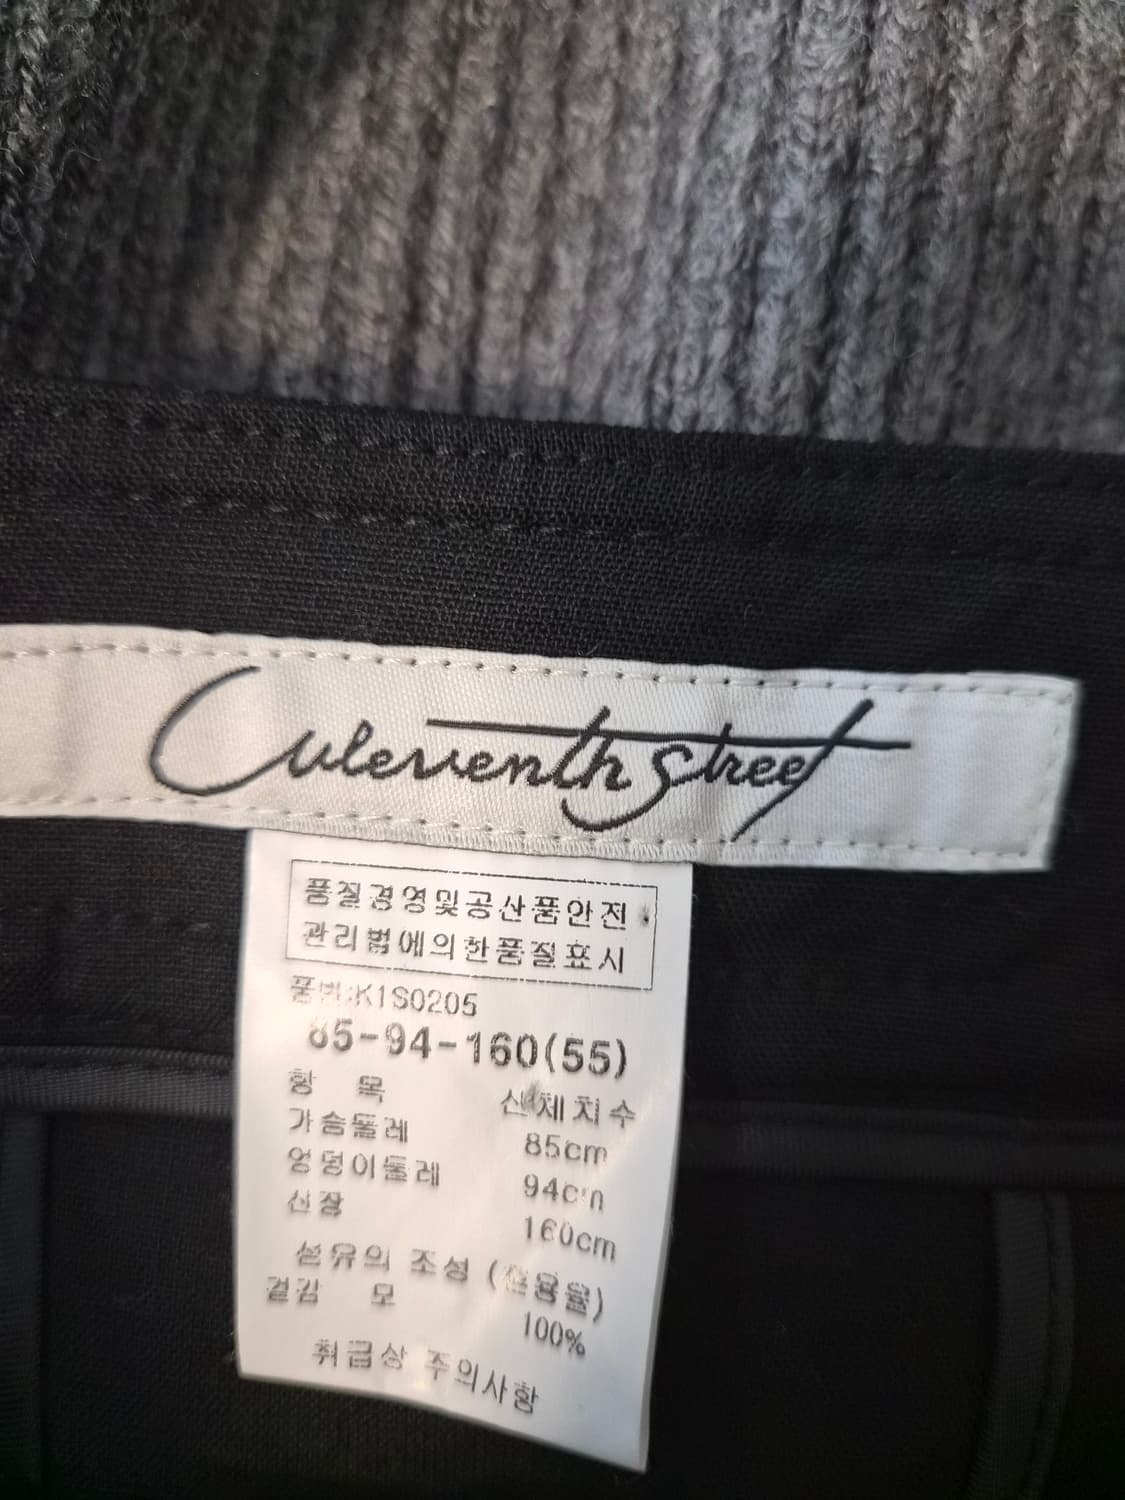 Culeventh Street
품질경영및공산품안전
관리법에의한품질표시
품번:K1S0205
85-94-160(55)
항 목 신체치수
가슴둘레 85cm
엉덩이둘레 94cm
신장 160cm
섬유의 조성 (혼용율)
겉감 모 100%
취급상 주의사항